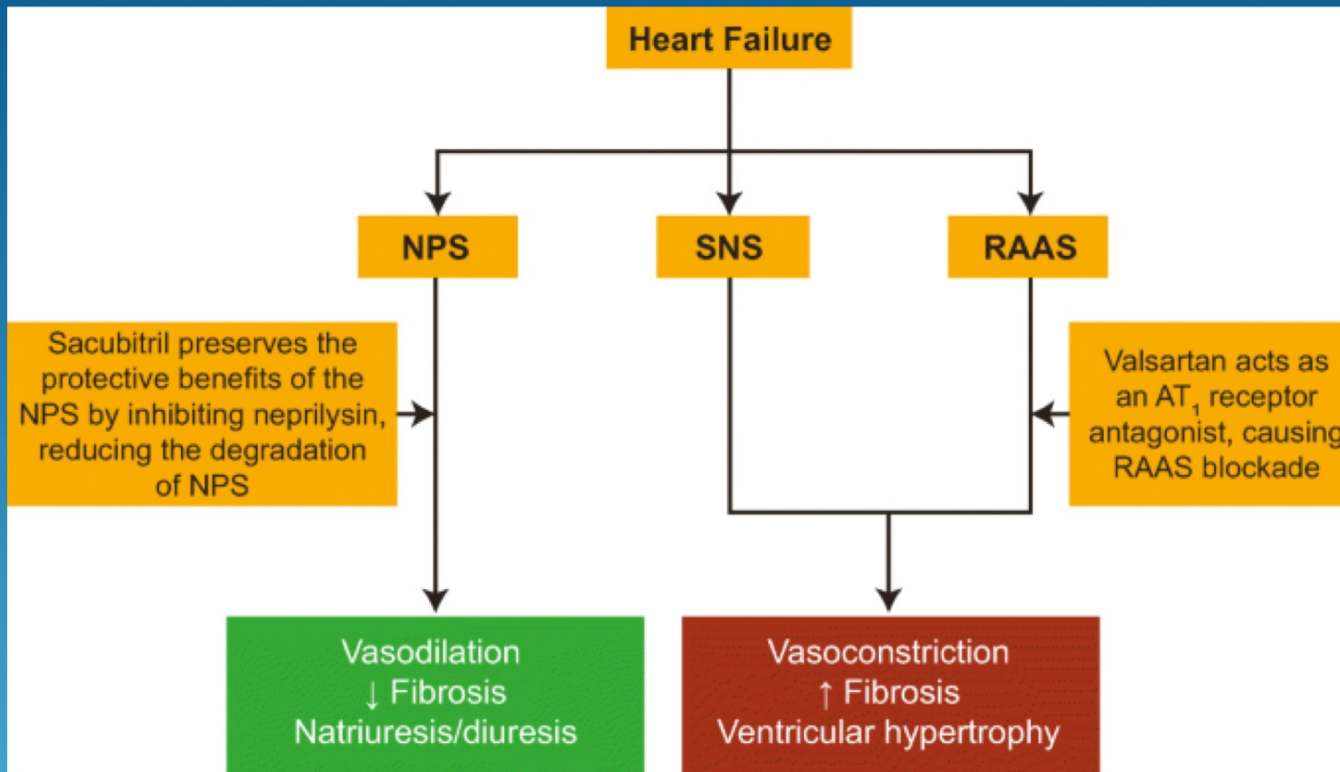 Heart Failure
NPS
SNS
RAAS
Sacubitril preserves the
protective benefits of the
NPS by inhibiting neprilysin,
reducing the degradation
of NPS
Valsartan acts as
an AT₁ receptor
antagonist, causing
RAAS blockade
Vasodilation
↓ Fibrosis
Natriuresis/diuresis
Vasoconstriction
↑ Fibrosis
Ventricular hypertrophy